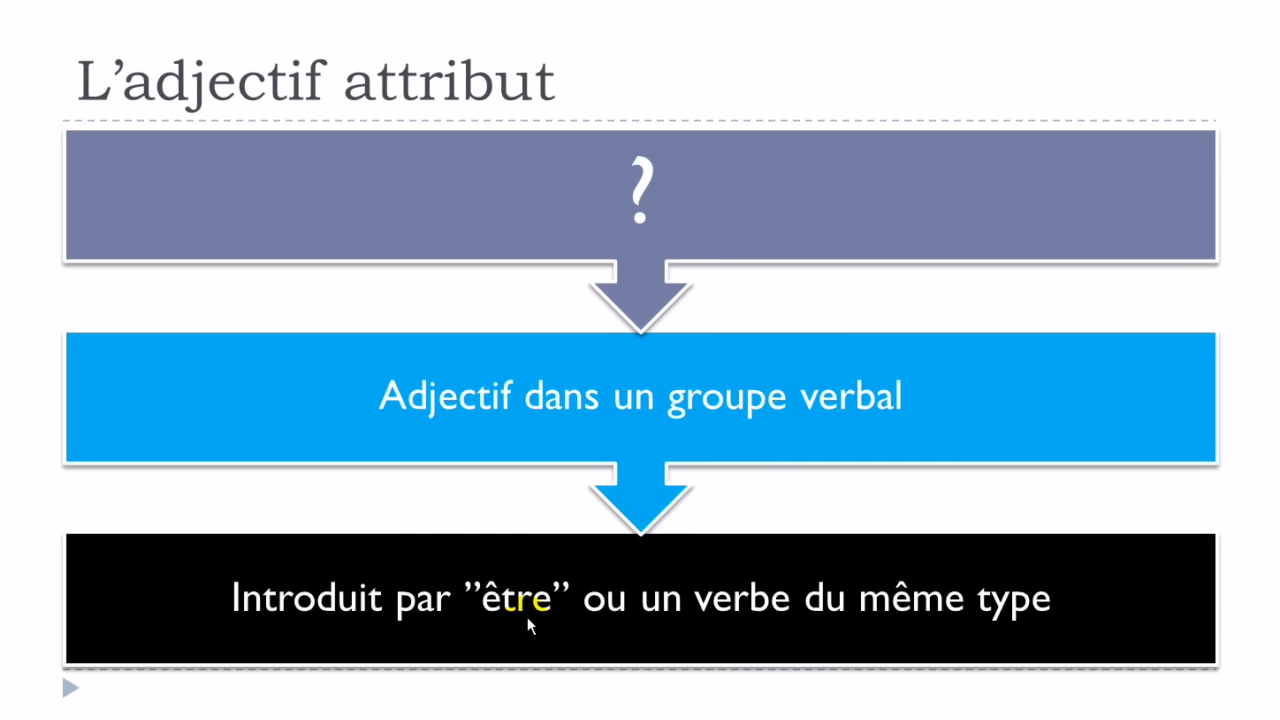 L’adjectif attribut
?
Adjectif dans un groupe verbal
Introduit par ”être” ou un verbe du même type